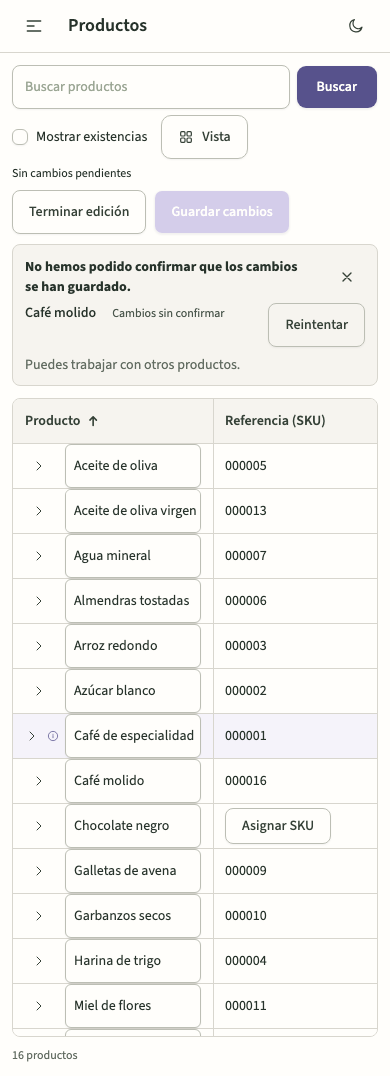 Productos
Buscar productos
Buscar
Mostrar existencias
Vista
Sin cambios pendientes
Terminar edición
Guardar cambios
No hemos podido confirmar que los cambios
se han guardado.
Café molido
Cambios sin confirmar
Reintentar
Puedes trabajar con otros productos.
Producto
Referencia (SKU)
Aceite de oliva
000005
Aceite de oliva virgen
000013
Agua mineral
000007
Almendras tostadas
000006
Arroz redondo
000003
Azúcar blanco
000002
Café de especialidad
000001
Café molido
000016
Chocolate negro
Asignar SKU
Galletas de avena
000009
Garbanzos secos
000010
Harina de trigo
000004
Miel de flores
000011
16 productos